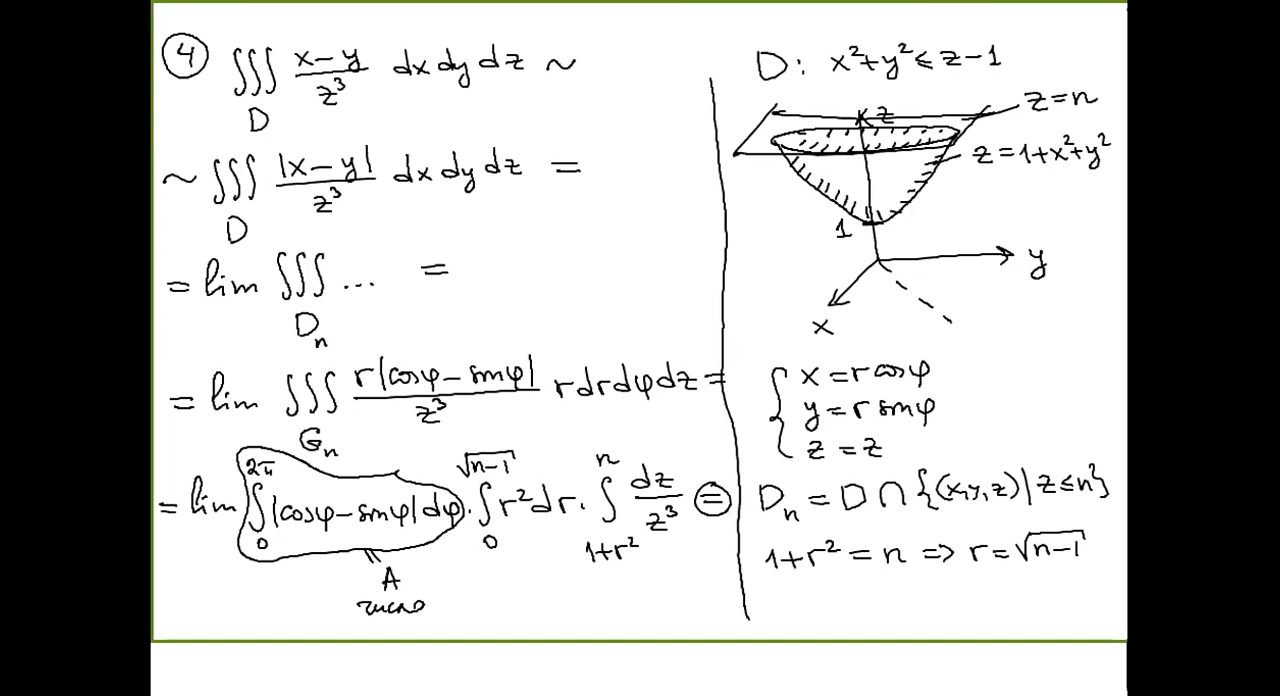 ④ ∭_D (x-y)/z³ dx dy dz ~
~ ∭_D |x-y|/z³ dx dy dz =
= lim ∭_{D_n} ... =
= lim ∭_{G_n} r|cosφ - sinφ|/z³ r dr dφ dz =
= lim ∫_0^{2π} |cosφ - sinφ| dφ · ∫_0^{√(n-1)} r² dr · ∫_{1+r²}^n dz/z³ ⊜
A
число
D: x²+y² ≤ z-1
z=n
z
z=1+x²+y²
1
y
x
{ x = r cosφ
y = r sinφ
z = z
D_n = D ∩ {(x,y,z) | z ≤ n}
1+r² = n => r = √(n-1)